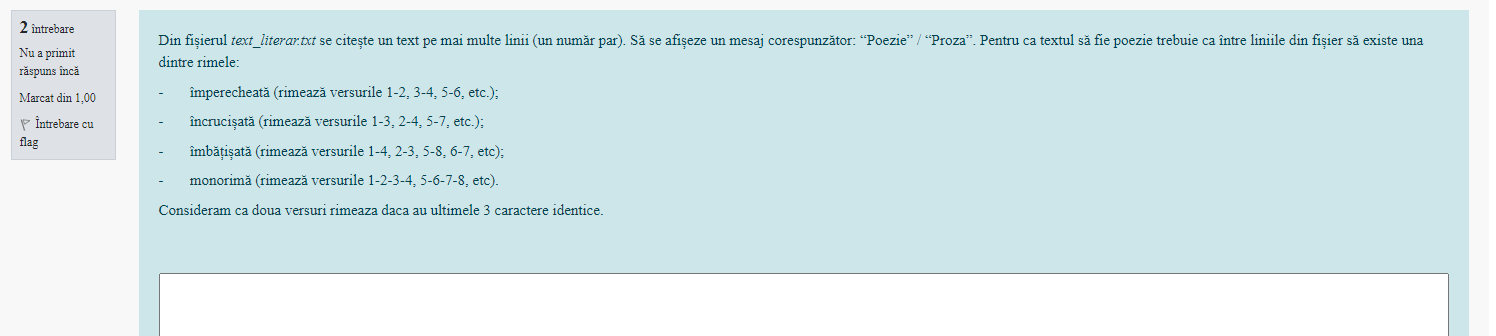 2 întrebare
Nu a primit
răspuns încă
Marcat din 1,00
Întrebare cu
flag
Din fișierul text_literar.txt se citește un text pe mai multe linii (un număr par). Să se afișeze un mesaj corespunzător: “Poezie” / “Proza”. Pentru ca textul să fie poezie trebuie ca între liniile din fișier să existe una
dintre rimele:
- împerecheată (rimează versurile 1-2, 3-4, 5-6, etc.);
- încrucișată (rimează versurile 1-3, 2-4, 5-7, etc.);
- îmbățișată (rimează versurile 1-4, 2-3, 5-8, 6-7, etc);
- monorimă (rimează versurile 1-2-3-4, 5-6-7-8, etc).
Consideram ca doua versuri rimeaza daca au ultimele 3 caractere identice.